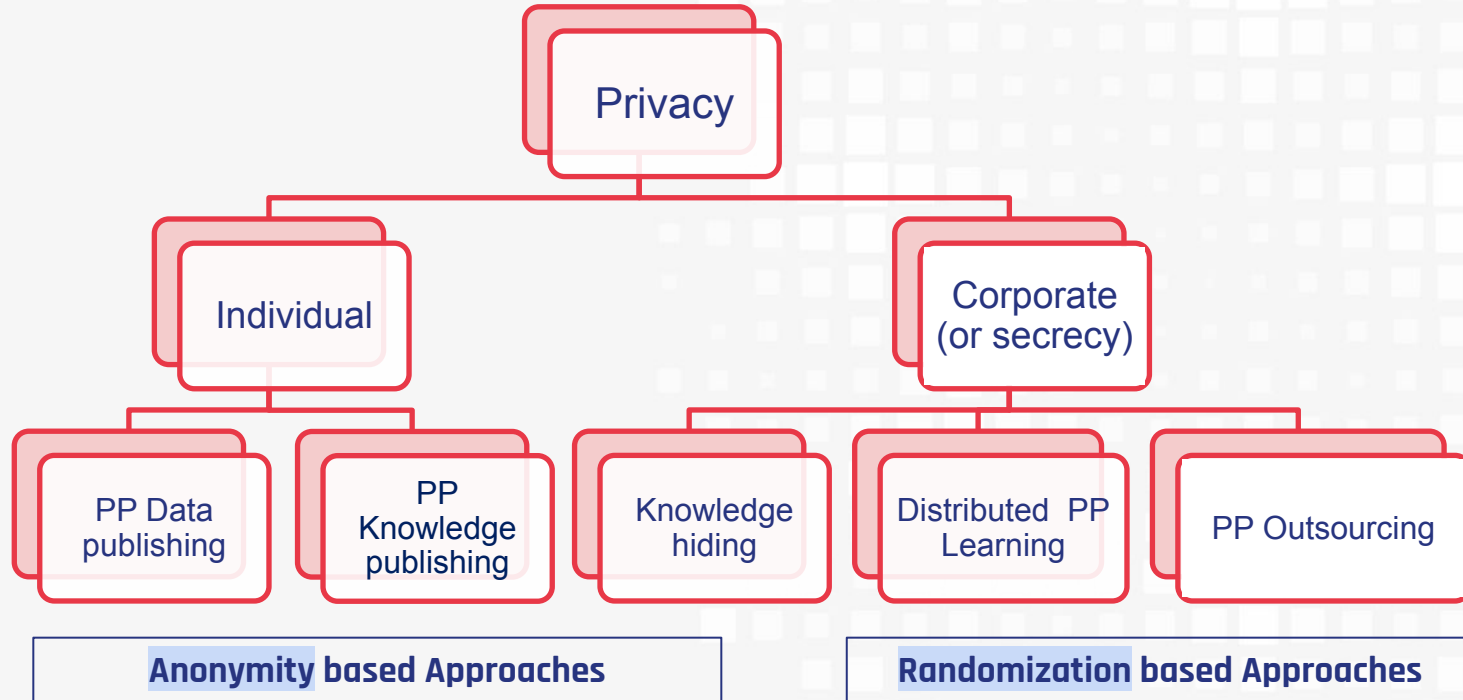 Privacy
Individual
Corporate
(or secrecy)
PP Data
publishing
PP
Knowledge
publishing
Knowledge
hiding
Distributed PP
Learning
PP Outsourcing
Anonymity based Approaches
Randomization based Approaches